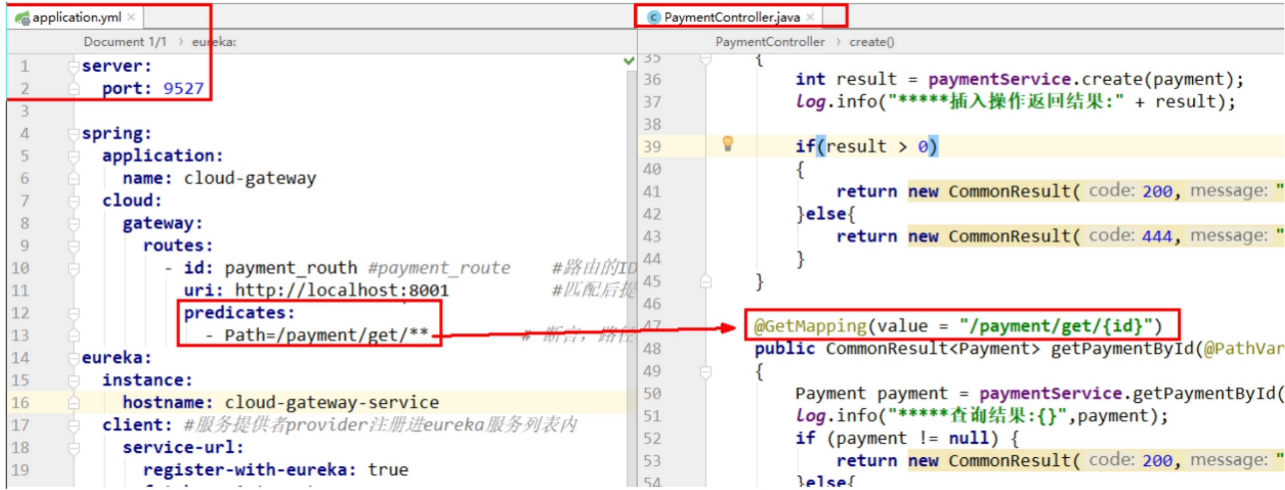 application.yml ×
Document 1/1 › eureka:
1 server:
2 port: 9527
3
4 spring:
5 application:
6 name: cloud-gateway
7 cloud:
8 gateway:
9 routes:
10 - id: payment_routh #payment_route #路由的ID
11 uri: http://localhost:8001 #匹配后提
12 predicates:
13 - Path=/payment/get/** # 断言，路径
14 eureka:
15 instance:
16 hostname: cloud-gateway-service
17 client: #服务提供者provider注册进eureka服务列表内
18 service-url:
19 register-with-eureka: true
PaymentController.java ×
PaymentController › create()
35 {
36 int result = paymentService.create(payment);
37 log.info("*****插入操作返回结果:" + result);
38
39 if(result > 0)
40 {
41 return new CommonResult( code: 200, message: "
42 }else{
43 return new CommonResult( code: 444, message: "
44 }
45 }
46
47 @GetMapping(value = "/payment/get/{id}")
48 public CommonResult<Payment> getPaymentById(@PathVar
49 {
50 Payment payment = paymentService.getPaymentById(
51 log.info("*****查询结果:{}",payment);
52 if (payment != null) {
53 return new CommonResult( code: 200, message: "
54 }else{